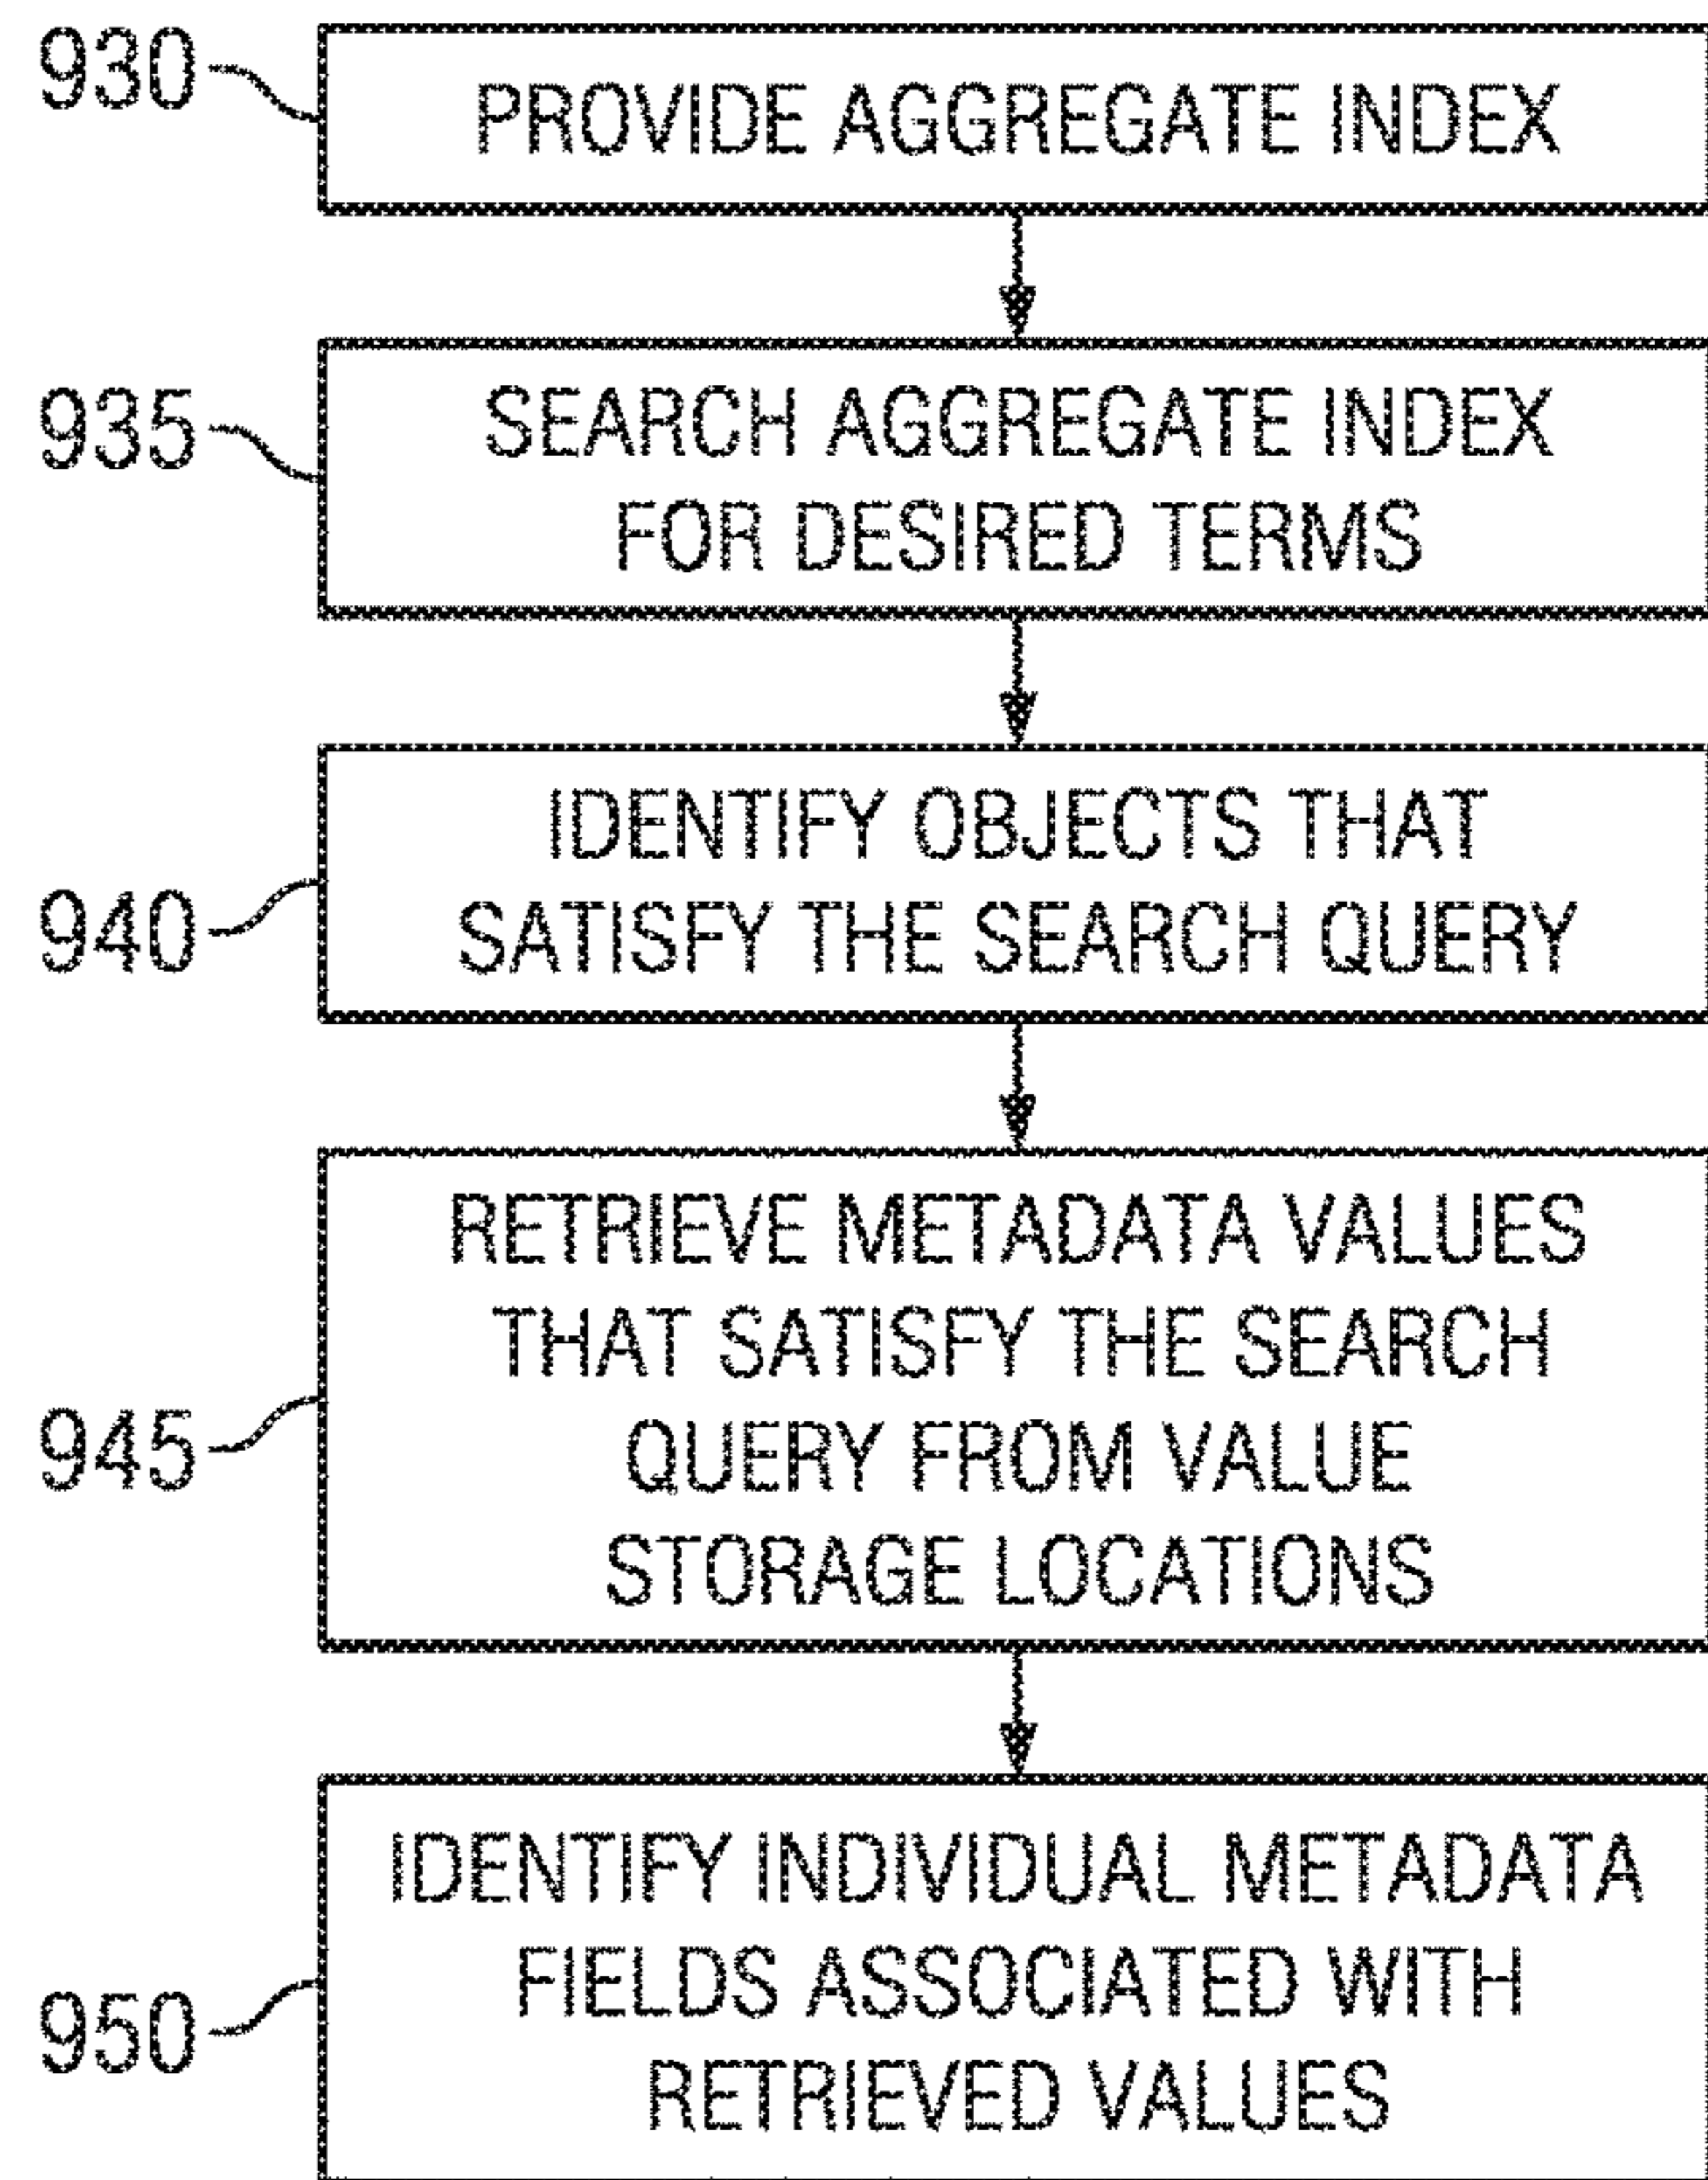 930
PROVIDE AGGREGATE INDEX
935
SEARCH AGGREGATE INDEX
FOR DESIRED TERMS
940
IDENTIFY OBJECTS THAT
SATISFY THE SEARCH QUERY
945
RETRIEVE METADATA VALUES
THAT SATISFY THE SEARCH
QUERY FROM VALUE
STORAGE LOCATIONS
950
IDENTIFY INDIVIDUAL METADATA
FIELDS ASSOCIATED WITH
RETRIEVED VALUES